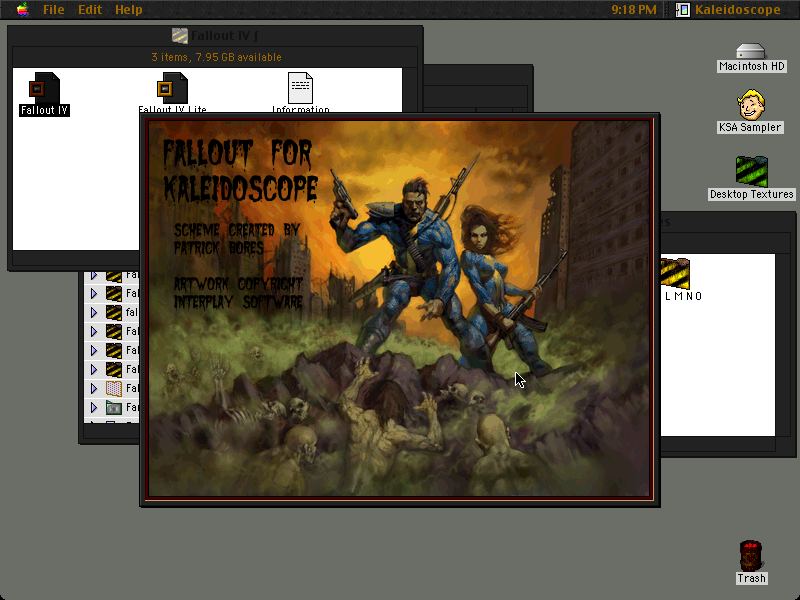 File Edit Help
9:18 PM
Kaleidoscope
Fallout IV ƒ
3 items, 7.95 GB available
Fallout IV
Fallout IV Lite
Information
FALLOUT FOR
KALEIDOSCOPE
SCHEME CREATED BY
PATRICK BORES
ARTWORK COPYRIGHT
INTERPLAY SOFTWARE
Macintosh HD
KSA Sampler
Desktop Textures
L M N O
Fal
Fal
fal
Fal
Fal
Fal
Fal
Far
Trash